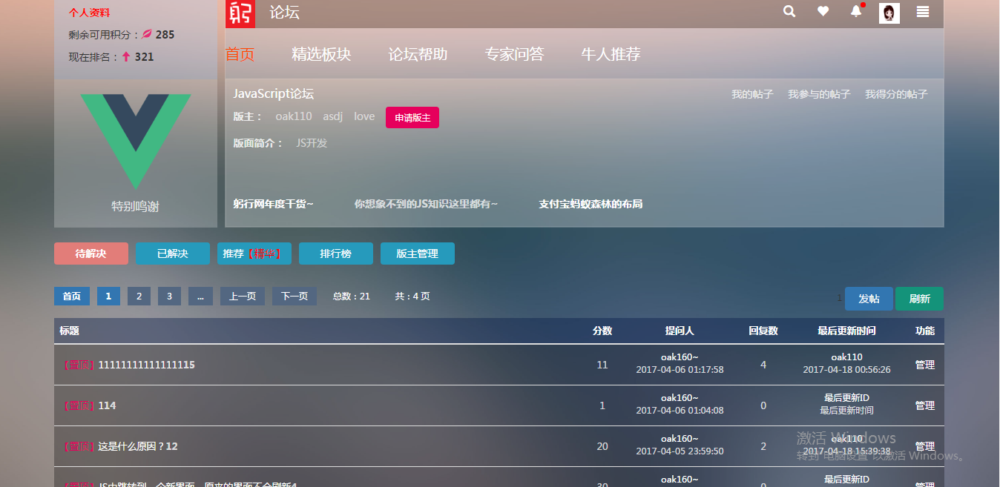 个人资料
剩余可用积分： 285
现在排名： 321
特别鸣谢
躬 论坛
首页 精选板块 论坛帮助 专家问答 牛人推荐
JavaScript论坛 我的帖子 我参与的帖子 我得分的帖子
版主： oak110 asdj love 申请版主
版面简介： JS开发
躬行网年度干货~ 你想象不到的JS知识这里都有~ 支付宝蚂蚁森林的布局
待解决 已解决 推荐【精华】 排行榜 版主管理
首页 1 2 3 ... 上一页 下一页 总数：21 共：4 页 1 发帖 刷新
标题 分数 提问人 回复数 最后更新时间 功能
【置顶】11111111111111115 11 oak160~ 2017-04-06 01:17:58 4 oak110 2017-04-18 00:56:26 管理
【置顶】114 1 oak160~ 2017-04-06 01:04:08 0 最后更新ID 最后更新时间 管理
【置顶】这是什么原因？12 20 oak160~ 2017-04-05 23:59:50 2 oak110 2017-04-18 15:39:38 管理
【置顶】JS中跳转到一个新界面，原来的界面不会刷新4 30 oak160~ 0 最后更新ID 管理
激活 Windows
转到"电脑设置"以激活 Windows。